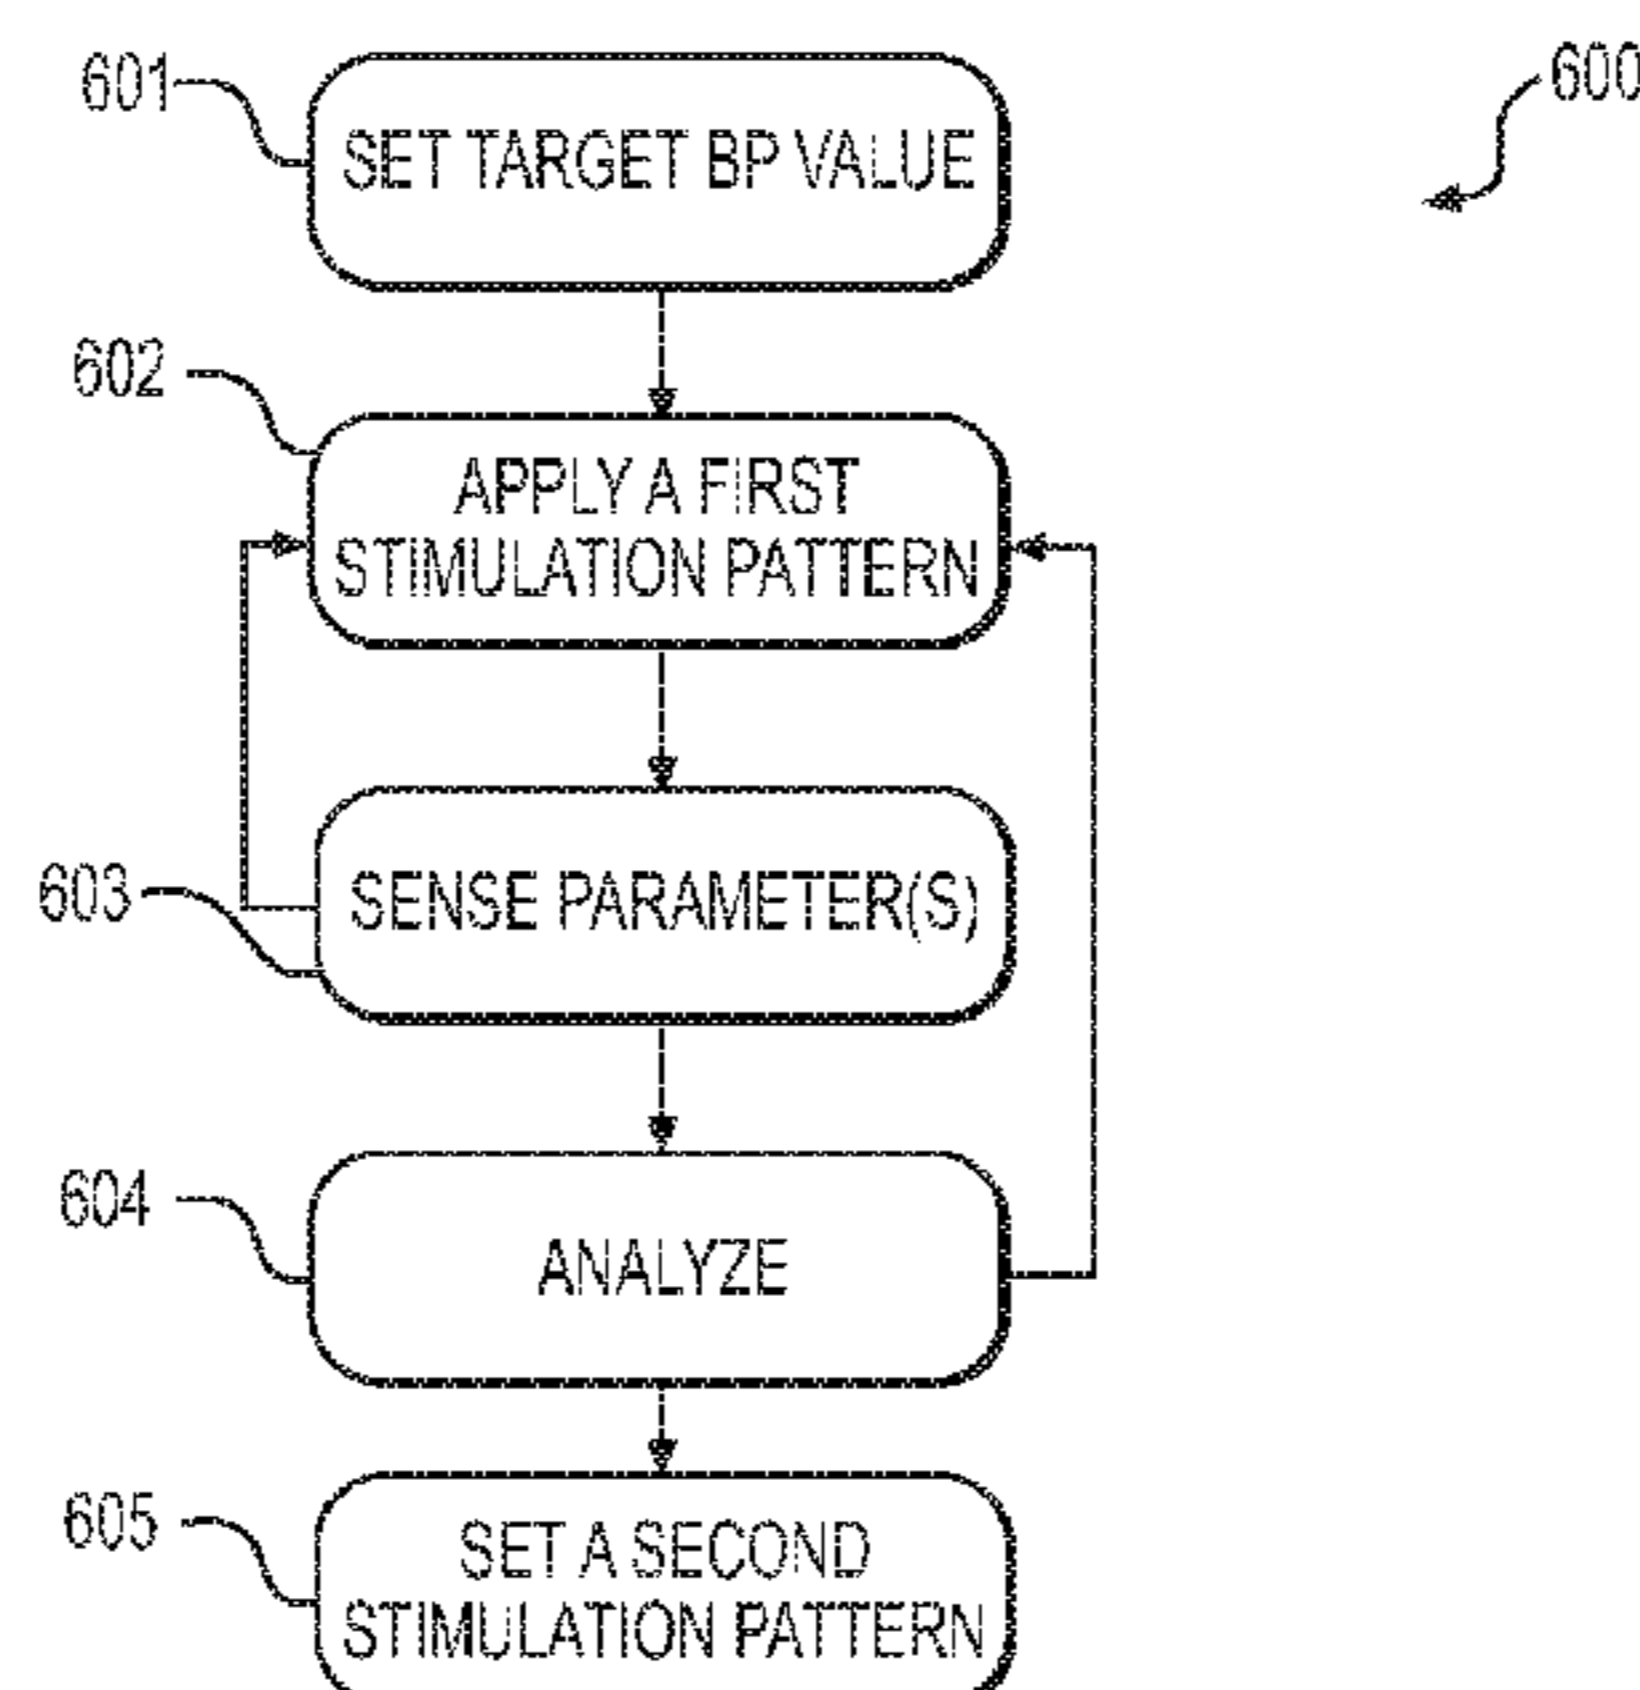 601
SET TARGET BP VALUE
600
602
APPLY A FIRST
STIMULATION PATTERN
603
SENSE PARAMETER(S)
604
ANALYZE
605
SET A SECOND
STIMULATION PATTERN